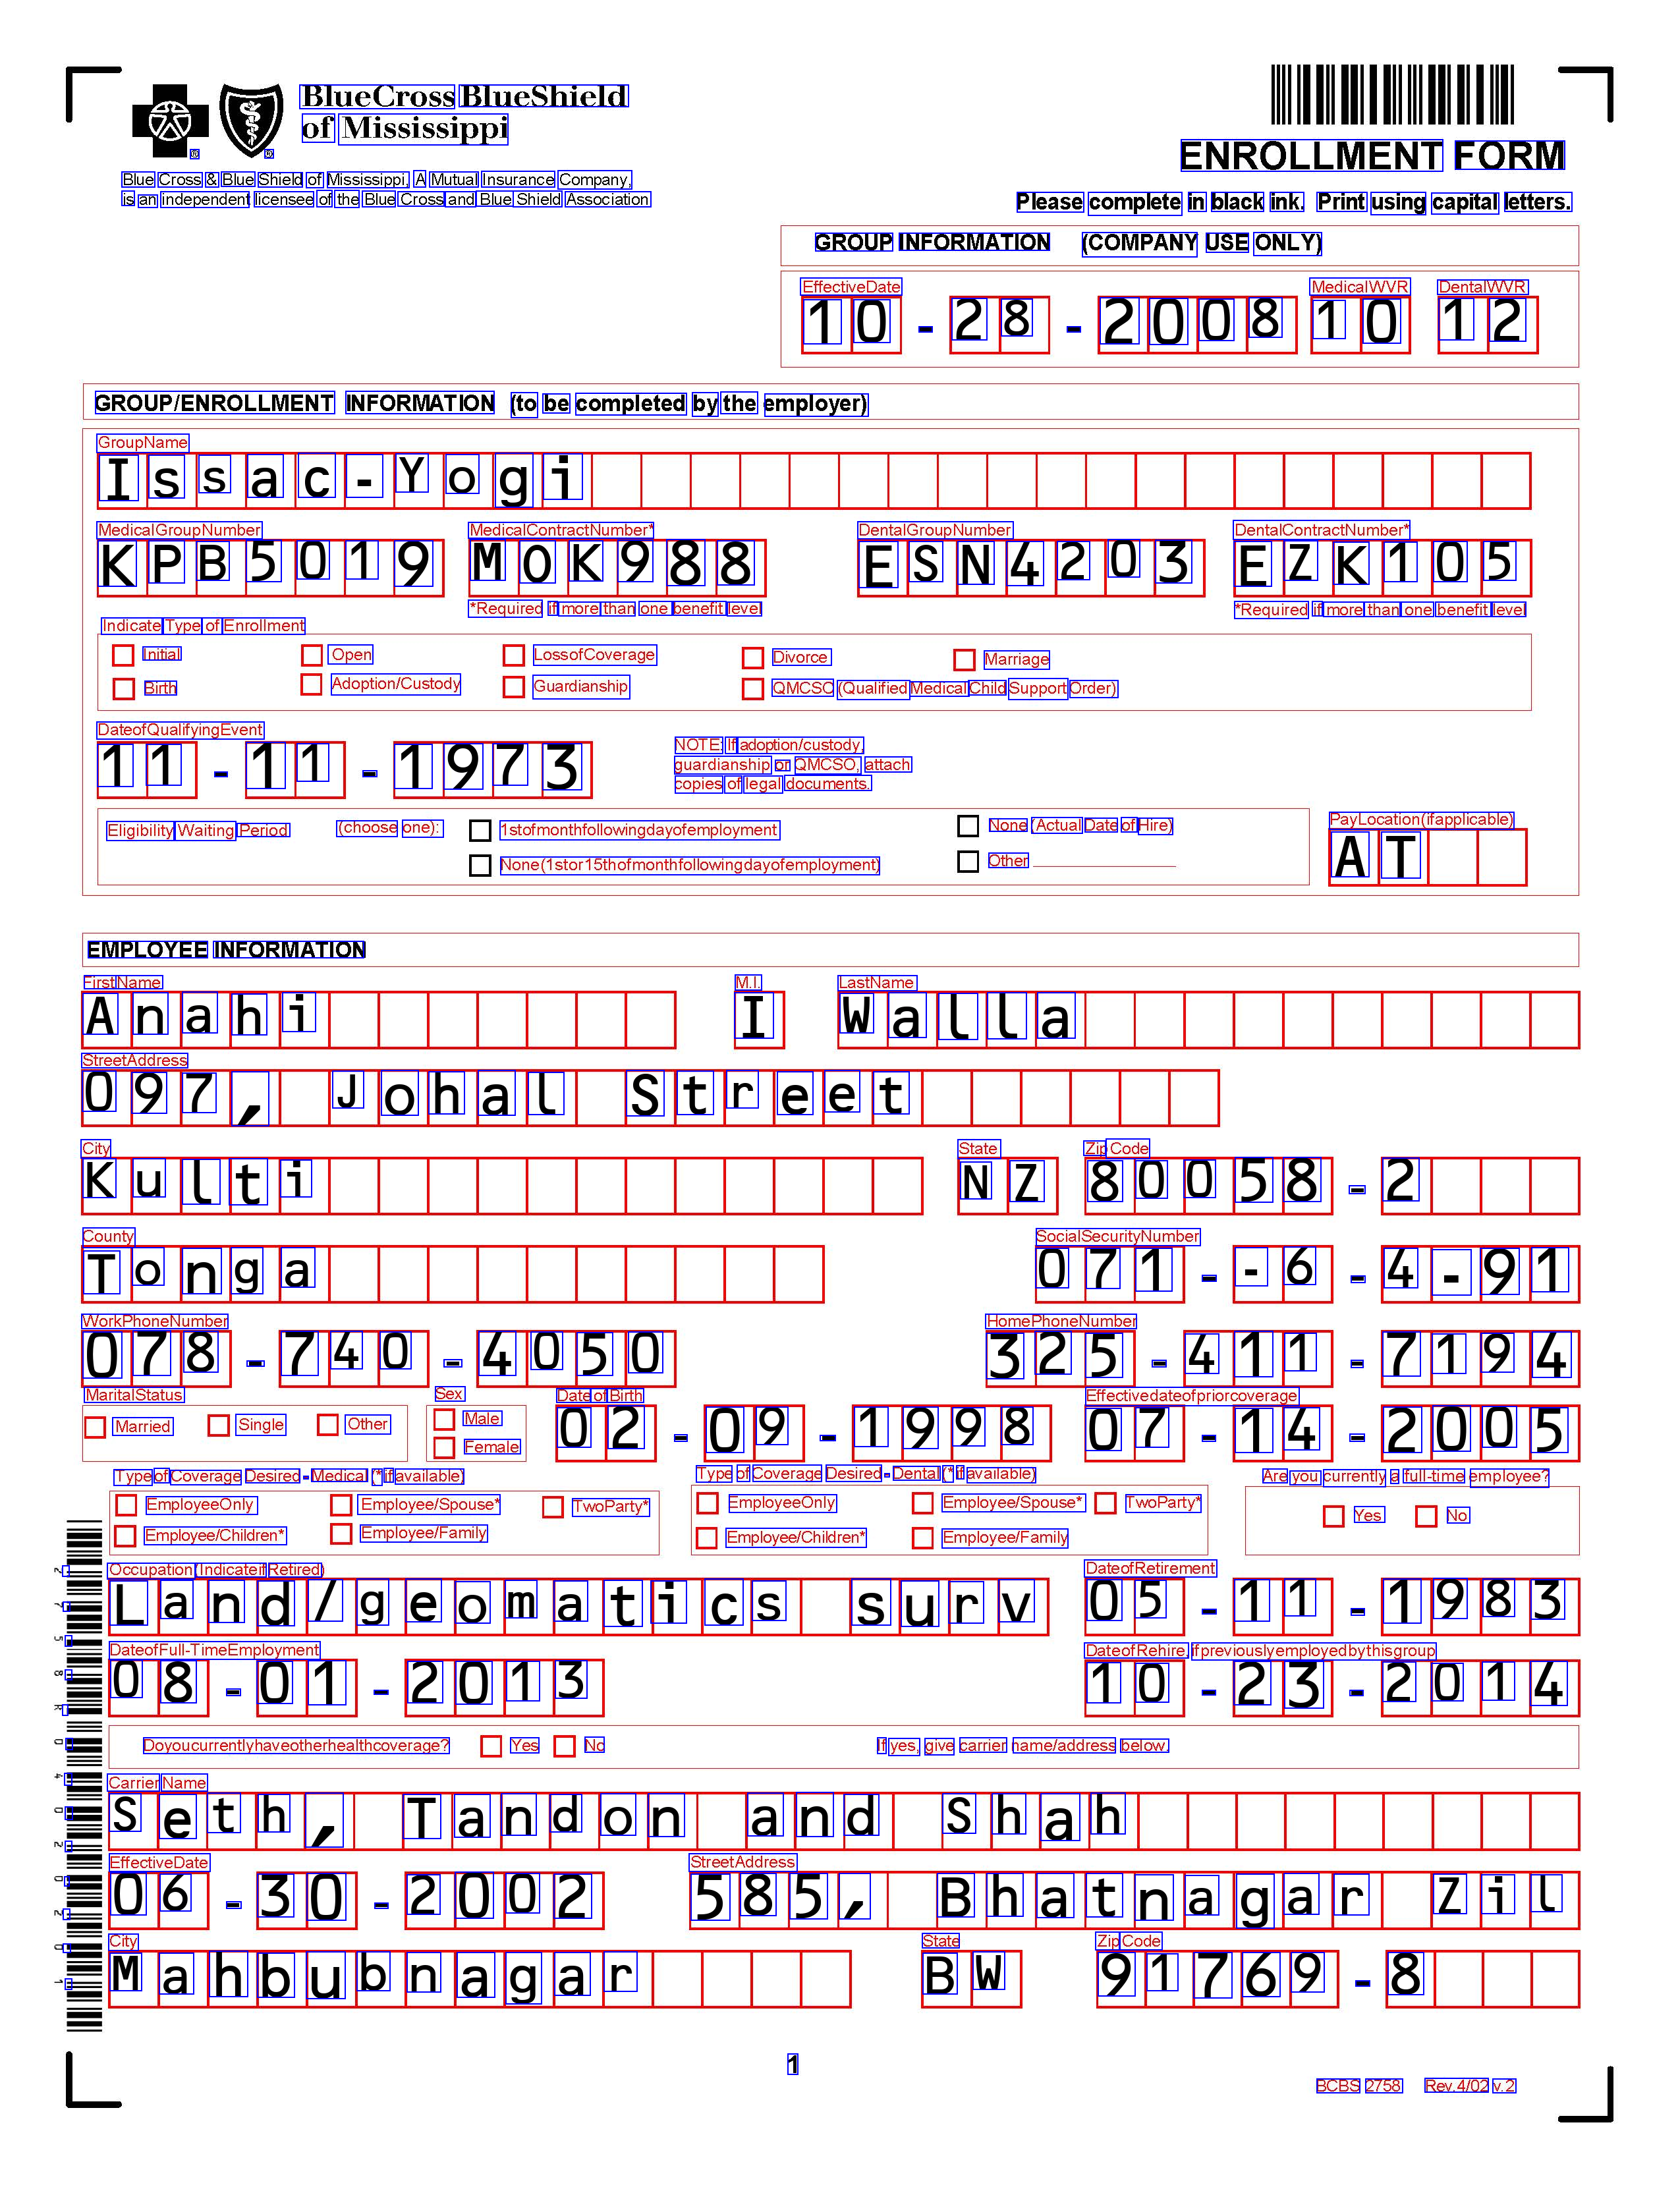 BlueCross BlueShield
of Mississippi
® ®
Blue Cross & Blue Shield of Mississippi, A Mutual Insurance Company,
is an independent licensee of the Blue Cross and Blue Shield Association
ENROLLMENT FORM
Please complete in black ink. Print using capital letters.
GROUP INFORMATION (COMPANY USE ONLY)
EffectiveDate MedicalWVR DentalWVR
10-28-2008 10 12
GROUP/ENROLLMENT INFORMATION (to be completed by the employer)
GroupName
Issac-Yogi
MedicalGroupNumber MedicalContractNumber* DentalGroupNumber DentalContractNumber*
KPB5019 MOK988 ESN4203 EZK105
*Required if more than one benefit level *Required if more than one benefit level
Indicate Type of Enrollment
Initial Open LossofCoverage Divorce Marriage
Birth Adoption/Custody Guardianship QMCSO (Qualified Medical Child Support Order)
DateofQualifyingEvent
11-11-1973
NOTE: If adoption/custody,
guardianship or QMCSO, attach
copies of legal documents.
Eligibility Waiting Period (choose one): 1stofmonthfollowingdayofemployment None (Actual Date of Hire)
None(1stor15thofmonthfollowingdayofemployment) Other
PayLocation(ifapplicable)
AT
EMPLOYEE INFORMATION
FirstName M.I. LastName
Anahi I Walla
StreetAddress
097, Johal Street
City State Zip Code
Kulti NZ 80058-2
County SocialSecurityNumber
Tonga 071--6-4-91
WorkPhoneNumber HomePhoneNumber
078-740-4050 325-411-7194
MaritalStatus Sex Date of Birth Effectivedateofpriorcoverage
Married Single Other Male Female 02-09-1998 07-14-2005
Type of Coverage Desired - Medical (* if available) Type of Coverage Desired - Dental (* if available) Are you currently a full-time employee?
EmployeeOnly Employee/Spouse* TwoParty* EmployeeOnly Employee/Spouse* TwoParty* Yes No
Employee/Children* Employee/Family Employee/Children* Employee/Family
Occupation (Indicate if Retired) DateofRetirement
Land/geomatics surv 05-11-1983
DateofFull-TimeEmployment DateofRehire, ifpreviouslyemployedbythisgroup
08-01-2013 10-23-2014
Doyoucurrentlyhaveotherhealthcoverage? Yes No If yes, give carrier name/address below.
Carrier Name
Seth, Tandon and Shah
EffectiveDate StreetAddress
06-30-2002 585, Bhatnagar Zil
City State Zip Code
Mahbubnagar BW 91769-8
1
BCBS 2758 Rev.4/02 v.2